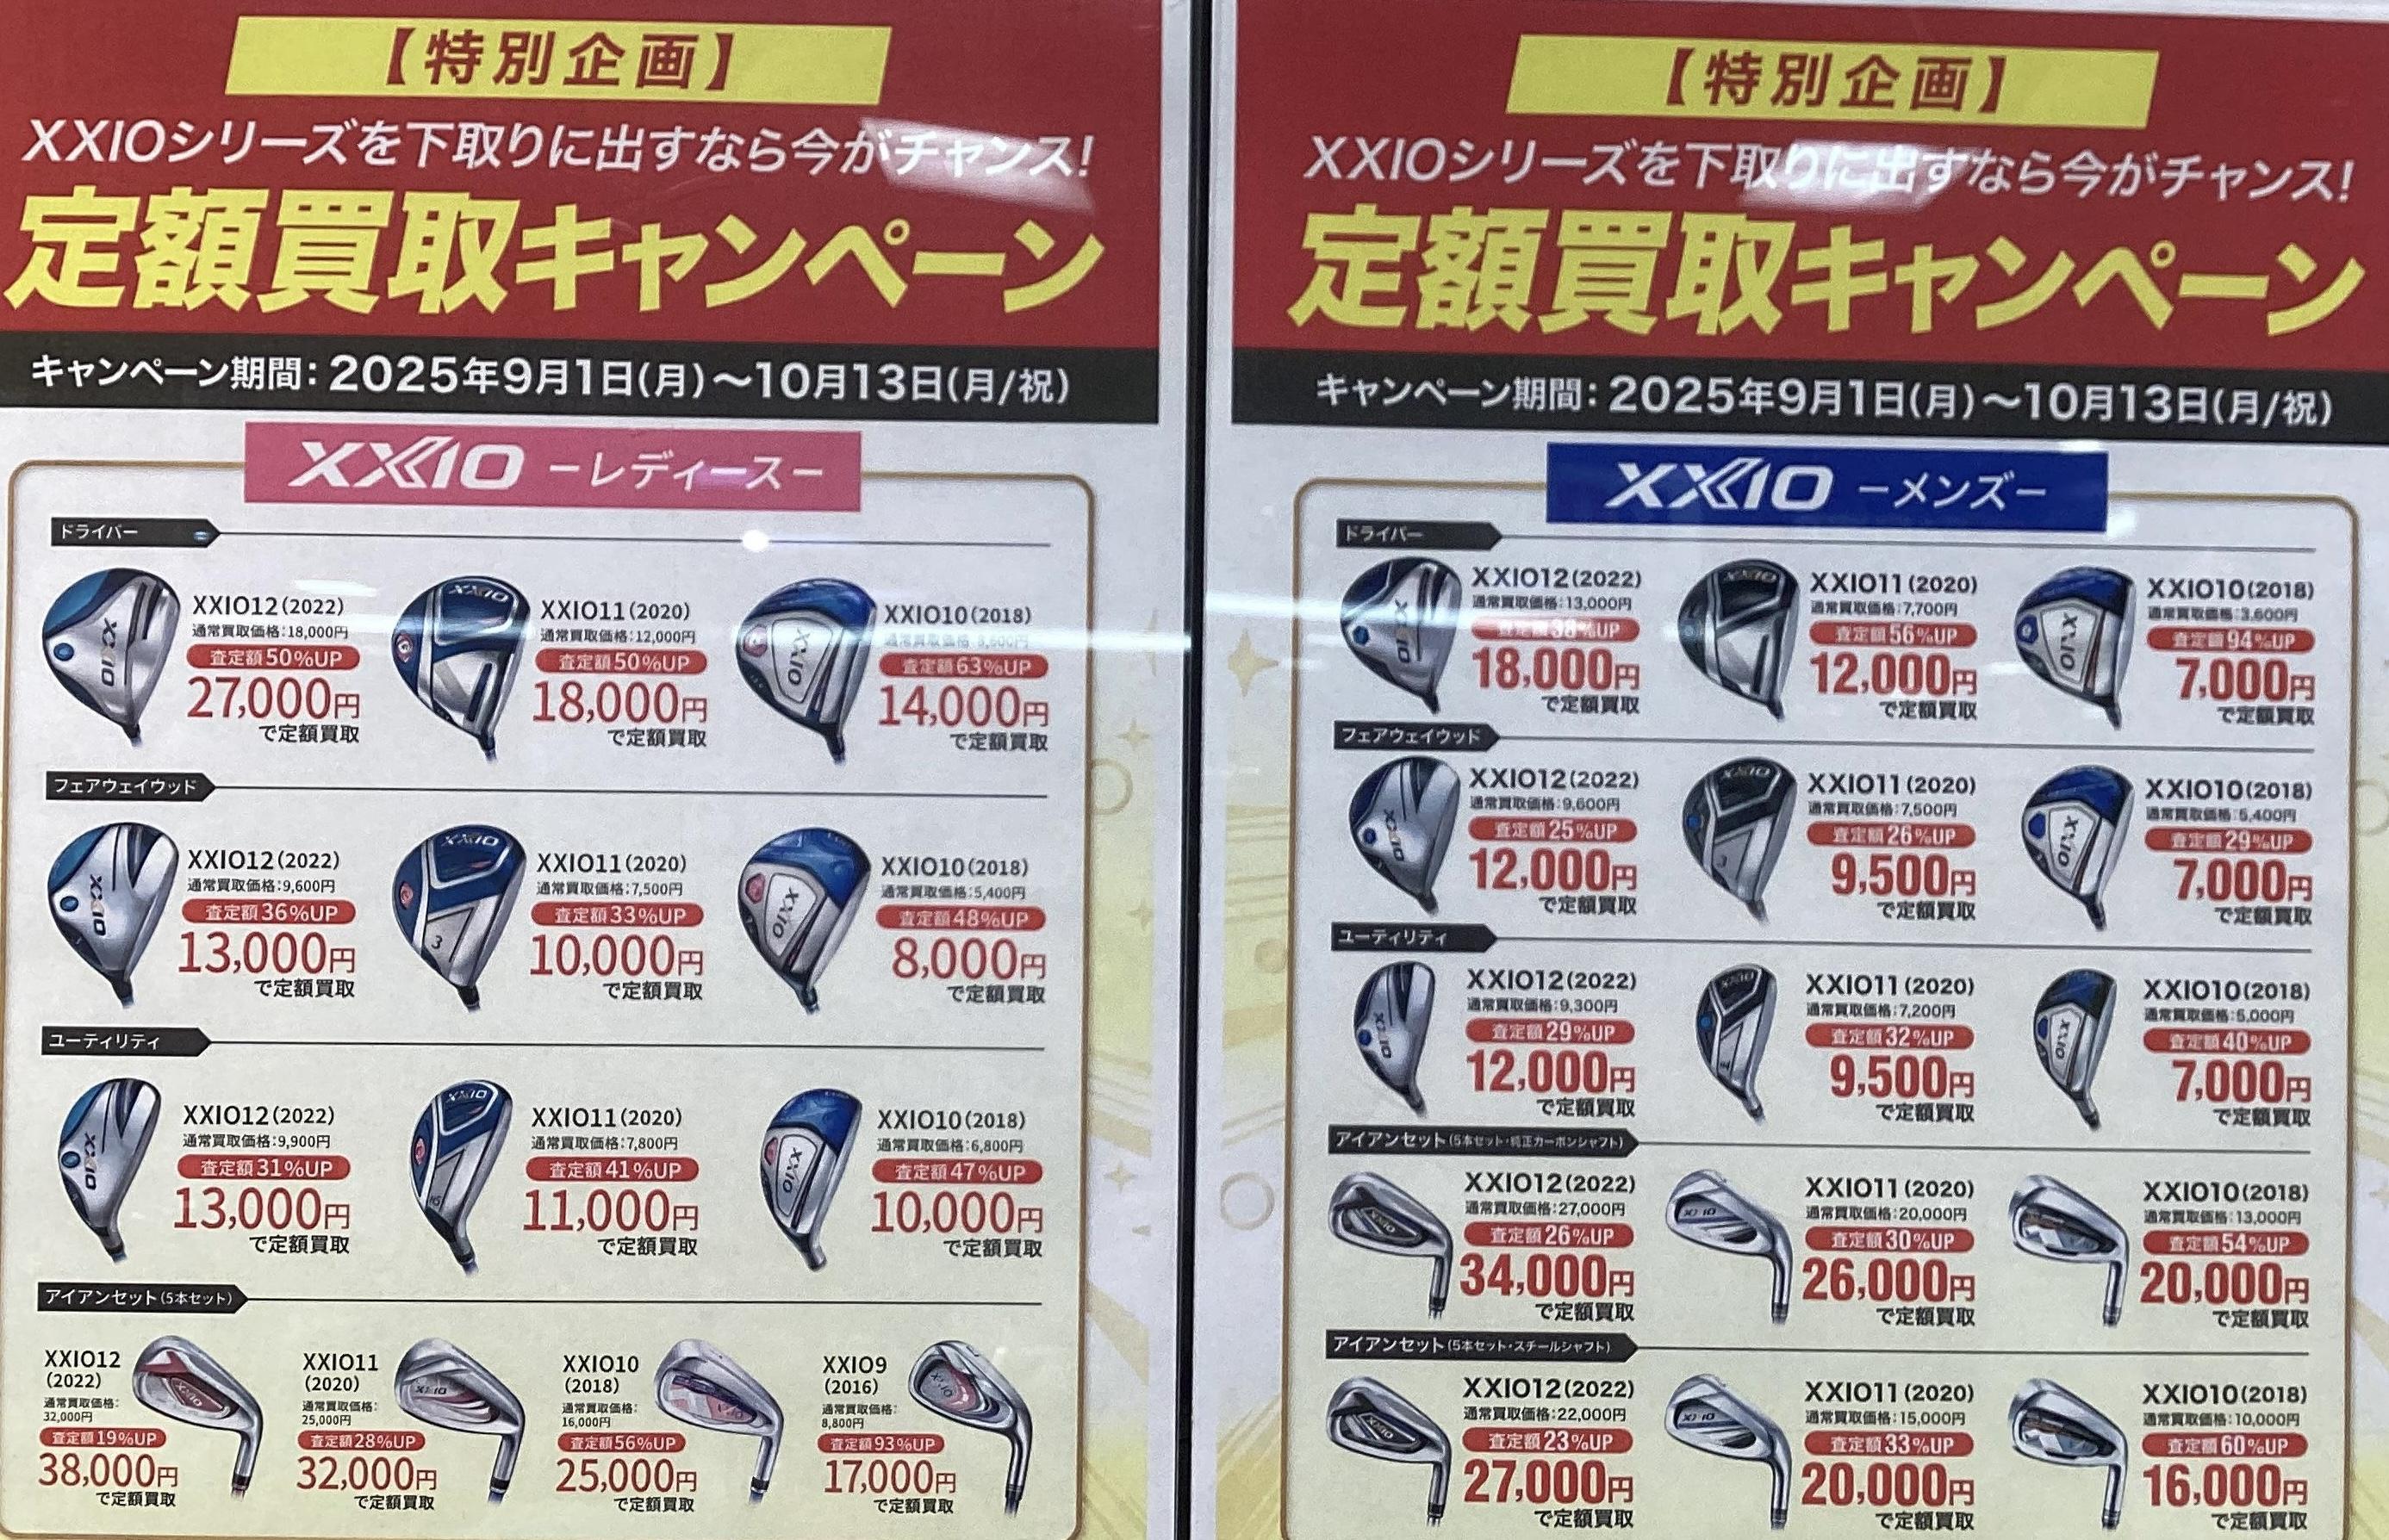 【特別企画】
XXIOシリーズを下取りに出すなら今がチャンス!
定額買取キャンペーン
キャンペーン期間：2025年9月1日(月)～10月13日(月/祝)
XXIO －レディース－
ドライバー
XXIO12(2022)
通常買取価格:18,000円
査定額50%UP
27,000円
で定額買取
XXIO11(2020)
通常買取価格:12,000円
査定額50%UP
18,000円
で定額買取
XXIO10(2018)
通常買取価格:
査定額63%UP
14,000円
で定額買取
フェアウェイウッド
XXIO12(2022)
通常買取価格:9,600円
査定額36%UP
13,000円
で定額買取
XXIO11(2020)
通常買取価格:7,500円
査定額33%UP
10,000円
で定額買取
XXIO10(2018)
通常買取価格:5,400円
査定額48%UP
8,000円
で定額買取
ユーティリティ
XXIO12(2022)
通常買取価格:9,900円
査定額31%UP
13,000円
で定額買取
XXIO11(2020)
通常買取価格:7,800円
査定額41%UP
11,000円
で定額買取
XXIO10(2018)
通常買取価格:6,800円
査定額47%UP
10,000円
で定額買取
アイアンセット(5本セット)
XXIO12
(2022)
通常買取価格:
32,000円
査定額19%UP
38,000円
で定額買取
XXIO11
(2020)
通常買取価格:
25,000円
査定額28%UP
32,000円
で定額買取
XXIO10
(2018)
通常買取価格:
16,000円
査定額56%UP
25,000円
で定額買取
XXIO9
(2016)
通常買取価格:
8,800円
査定額93%UP
17,000円
で定額買取
【特別企画】
XXIOシリーズを下取りに出すなら今がチャンス!
定額買取キャンペーン
キャンペーン期間：2025年9月1日(月)～10月13日(月/祝)
XXIO －メンズ－
ドライバー
XXIO12(2022)
通常買取価格:13,000円
査定額38%UP
18,000円
で定額買取
XXIO11(2020)
通常買取価格:7,700円
査定額56%UP
12,000円
で定額買取
XXIO10(2018)
通常買取価格:3,600円
査定額94%UP
7,000円
で定額買取
フェアウェイウッド
XXIO12(2022)
通常買取価格:9,600円
査定額25%UP
12,000円
で定額買取
XXIO11(2020)
通常買取価格:7,500円
査定額26%UP
9,500円
で定額買取
XXIO10(2018)
通常買取価格:5,400円
査定額29%UP
7,000円
で定額買取
ユーティリティ
XXIO12(2022)
通常買取価格:9,300円
査定額29%UP
12,000円
で定額買取
XXIO11(2020)
通常買取価格:7,200円
査定額32%UP
9,500円
で定額買取
XXIO10(2018)
通常買取価格:5,000円
査定額40%UP
7,000円
で定額買取
アイアンセット(5本セット・純正カーボンシャフト)
XXIO12(2022)
通常買取価格:27,000円
査定額26%UP
34,000円
で定額買取
XXIO11(2020)
通常買取価格:20,000円
査定額30%UP
26,000円
で定額買取
XXIO10(2018)
通常買取価格:13,000円
査定額54%UP
20,000円
で定額買取
アイアンセット(5本セット・スチールシャフト)
XXIO12(2022)
通常買取価格:22,000円
査定額23%UP
27,000円
で定額買取
XXIO11(2020)
通常買取価格:15,000円
査定額33%UP
20,000円
で定額買取
XXIO10(2018)
通常買取価格:10,000円
査定額60%UP
16,000円
で定額買取